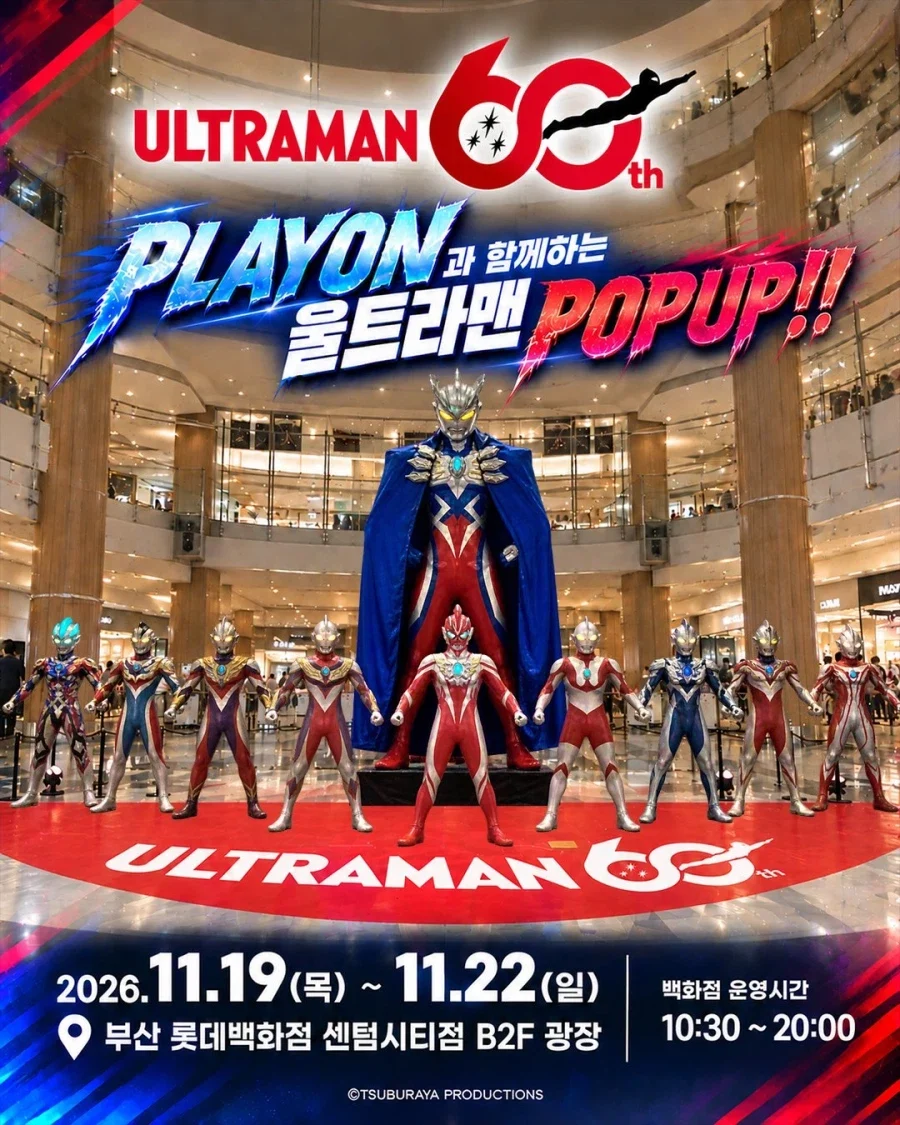 ULTRAMAN 60th
PLAYON과 함께하는
울트라맨 POPUP!!
ULTRAMAN 60th
2026.11.19(목) ~ 11.22(일)
부산 롯데백화점 센텀시티점 B2F 광장
백화점 운영시간
10:30 ~ 20:00
©TSUBURAYA PRODUCTIONS